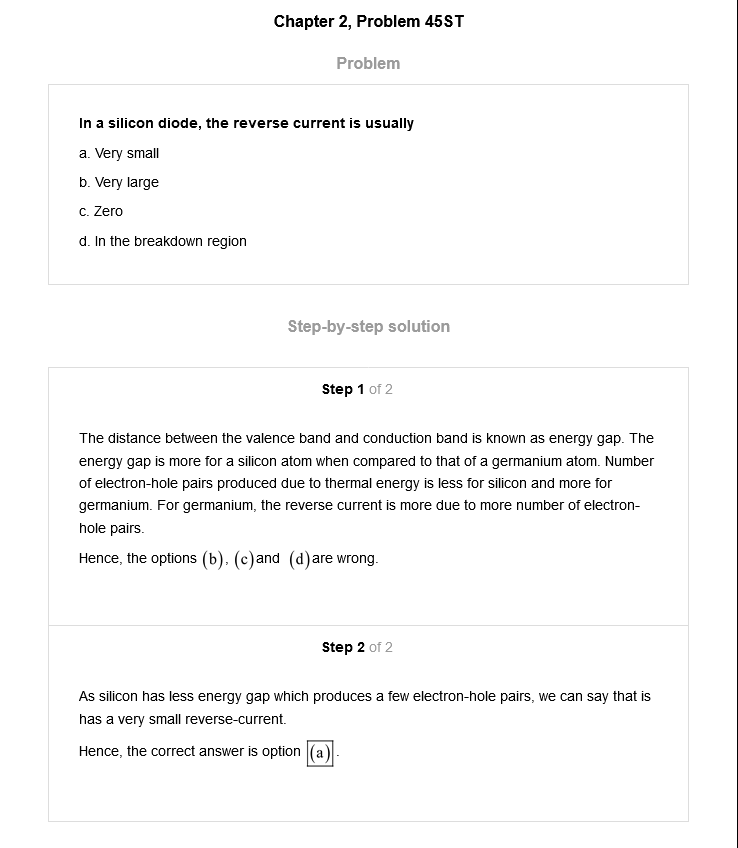 Chapter 2, Problem 45ST
Problem
In a silicon diode, the reverse current is usually
a. Very small
b. Very large
c. Zero
d. In the breakdown region
Step-by-step solution
Step 1 of 2
The distance between the valence band and conduction band is known as energy gap. The
energy gap is more for a silicon atom when compared to that of a germanium atom. Number
of electron-hole pairs produced due to thermal energy is less for silicon and more for
germanium. For germanium, the reverse current is more due to more number of electron-
hole pairs.
Hence, the options (b), (c)and (d)are wrong.
Step 2 of 2
As silicon has less energy gap which produces a few electron-hole pairs, we can say that is
has a very small reverse-current.
Hence, the correct answer is option (a).